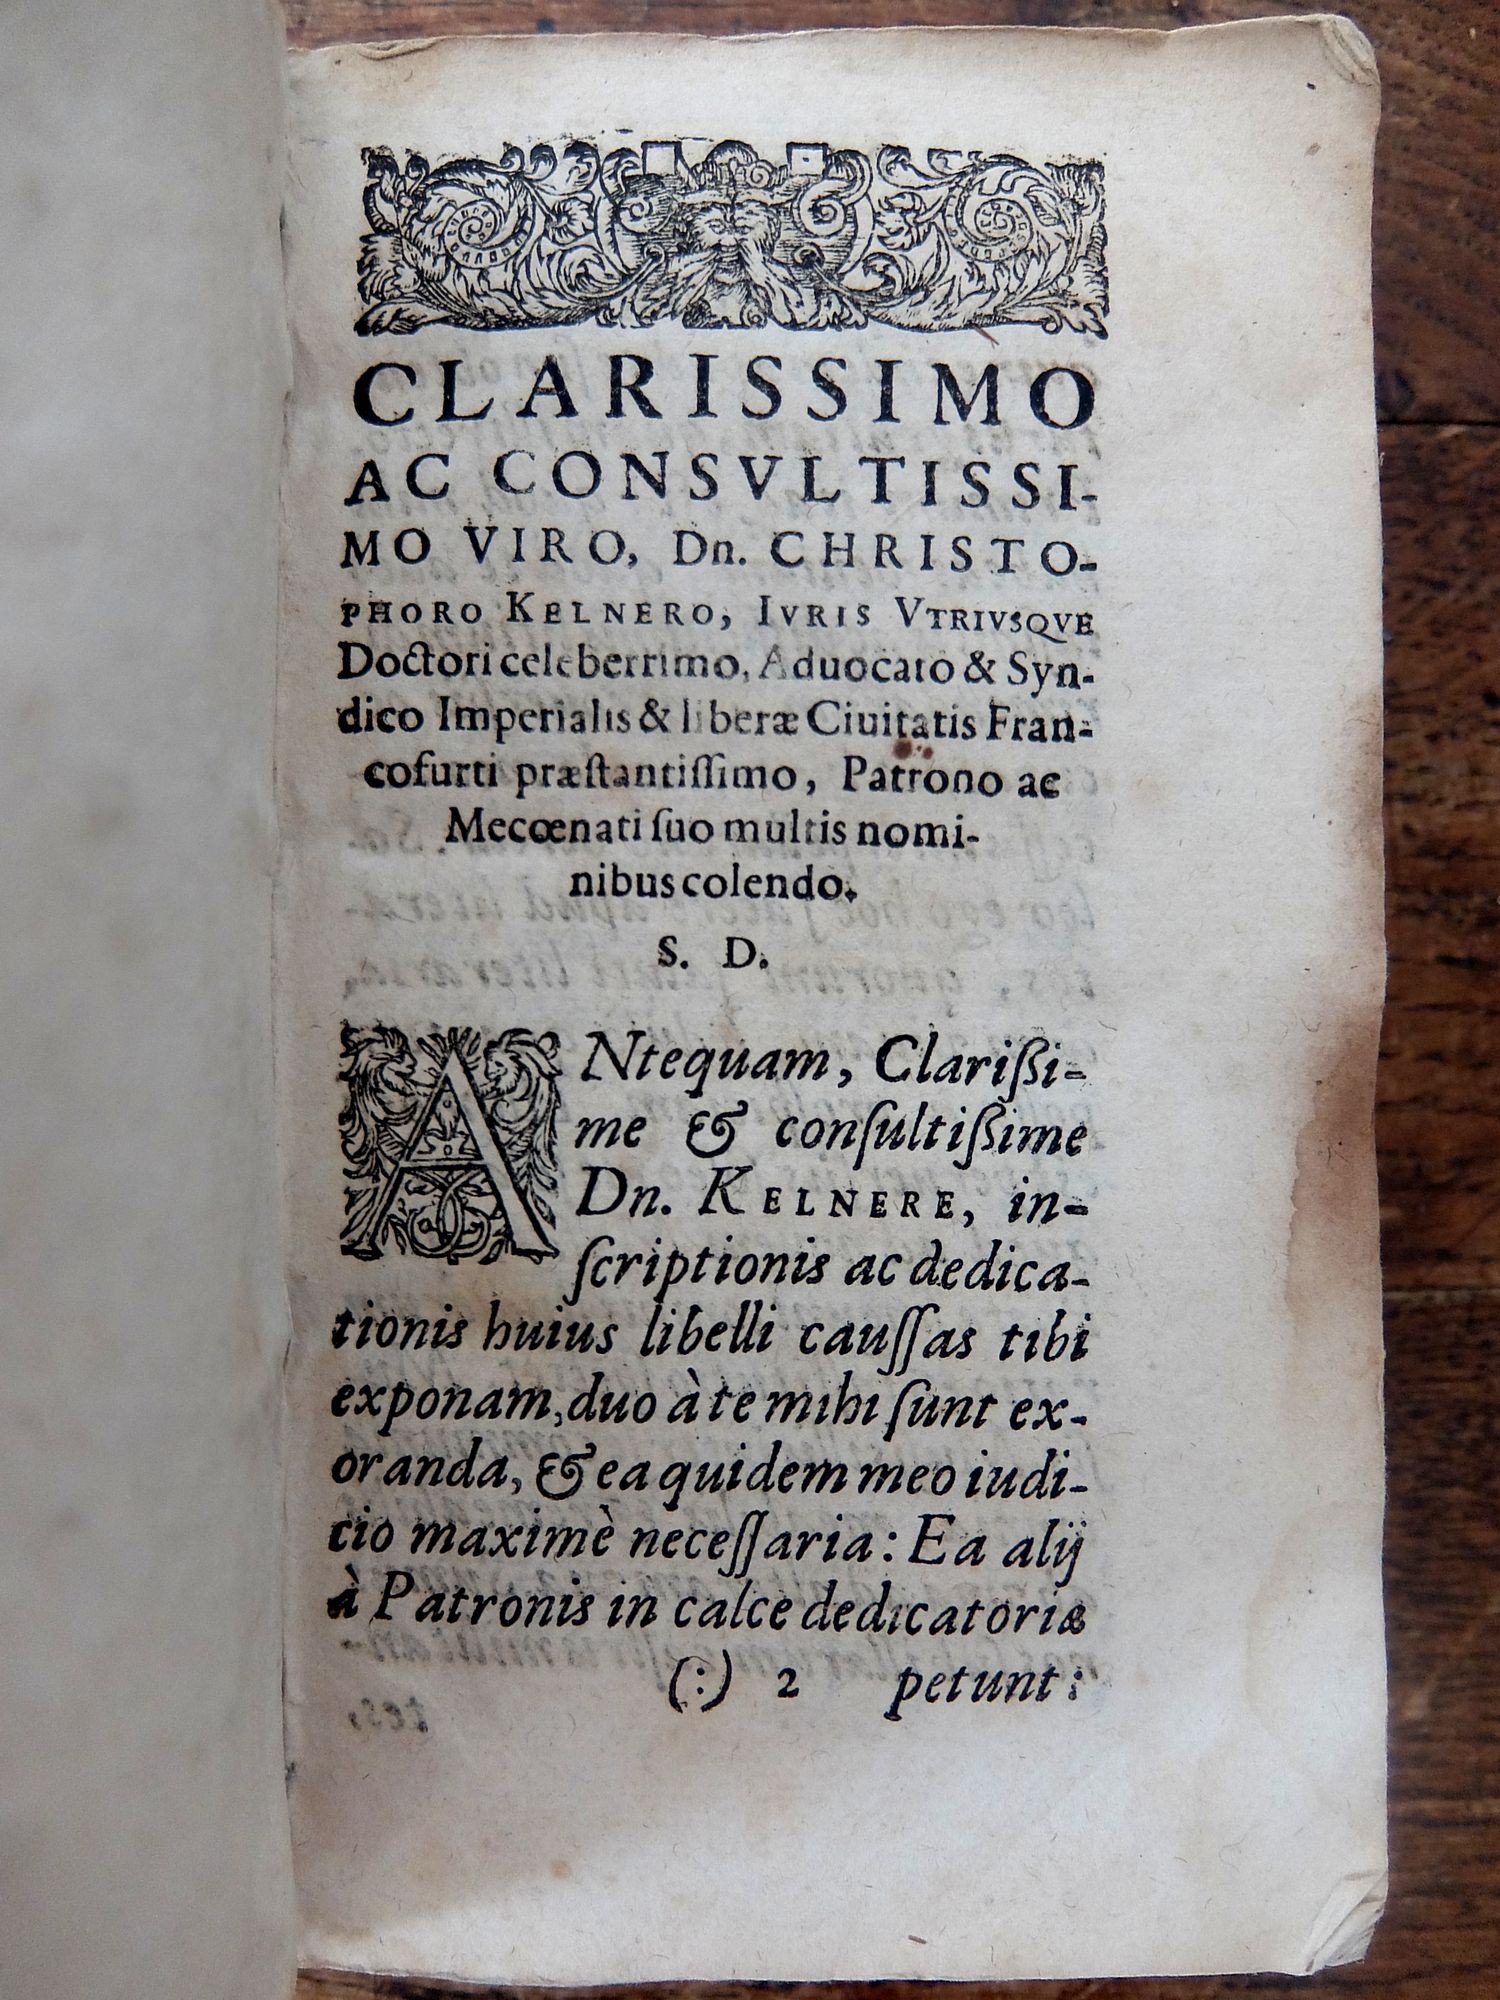 CLARISSIMO
AC CONSVLTISSI-
MO VIRO, Dn. CHRISTO-
PHORO KELNERO, IVRIS VTRIVSQVE
Doctori celeberrimo, Aduocato & Syn-
dico Imperialis & liberæ Ciuitatis Fran-
cofurti præſtantiſſimo, Patrono ac
Mecœnati ſuo multis nomi-
nibus colendo.
S. D.
ANtequam, Clarißi-
me & conſultißime
Dn. KELNERE, in-
ſcriptionis ac dedica-
tionis huius libelli cauſſas tibi
exponam, duo à te mihi ſunt ex-
oranda, & ea quidem meo iudi-
cio maximè neceſſaria: Ea alij
à Patronis in calce dedicatoriæ
(:) 2 petunt: